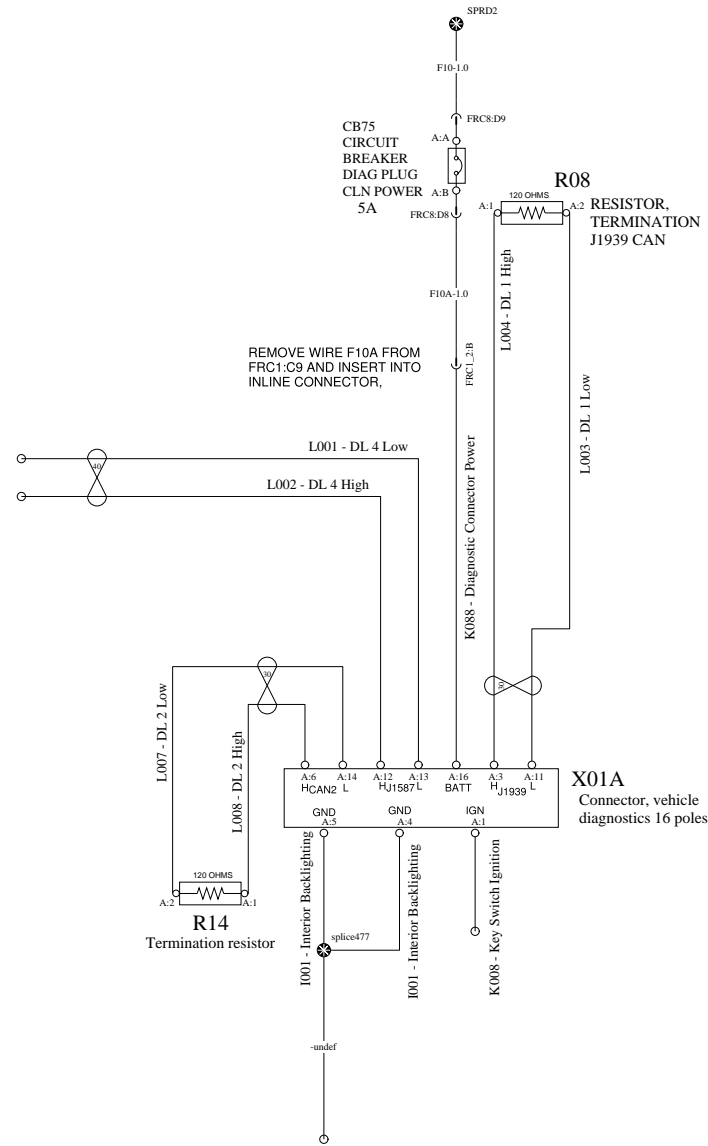 SPRD2
F10-1.0
FRC8:D9
CB75
CIRCUIT
BREAKER
DIAG PLUG
CLN POWER
5A
A:A
A:B
FRC8:D8
R08
120 OHMS
A:1
A:2
RESISTOR,
TERMINATION
J1939 CAN
L004 - DL 1 High
L003 - DL 1 Low
F10A-1.0
REMOVE WIRE F10A FROM
FRC1:C9 AND INSERT INTO
INLINE CONNECTOR,
FRC1_2:B
L001 - DL 4 Low
40
L002 - DL 4 High
K088 - Diagnostic Connector Power
30
30
L007 - DL 2 Low
L008 - DL 2 High
A:6
A:14
A:12
A:13
A:16
A:3
A:11
H CAN2 L
H J1587 L
BATT
H J1939 L
GND
GND
IGN
A:5
A:4
A:1
X01A
Connector, vehicle
diagnostics 16 poles
120 OHMS
A:2
A:1
R14
Termination resistor
I001 - Interior Backlighting
splice477
I001 - Interior Backlighting
K008 - Key Switch Ignition
-undef